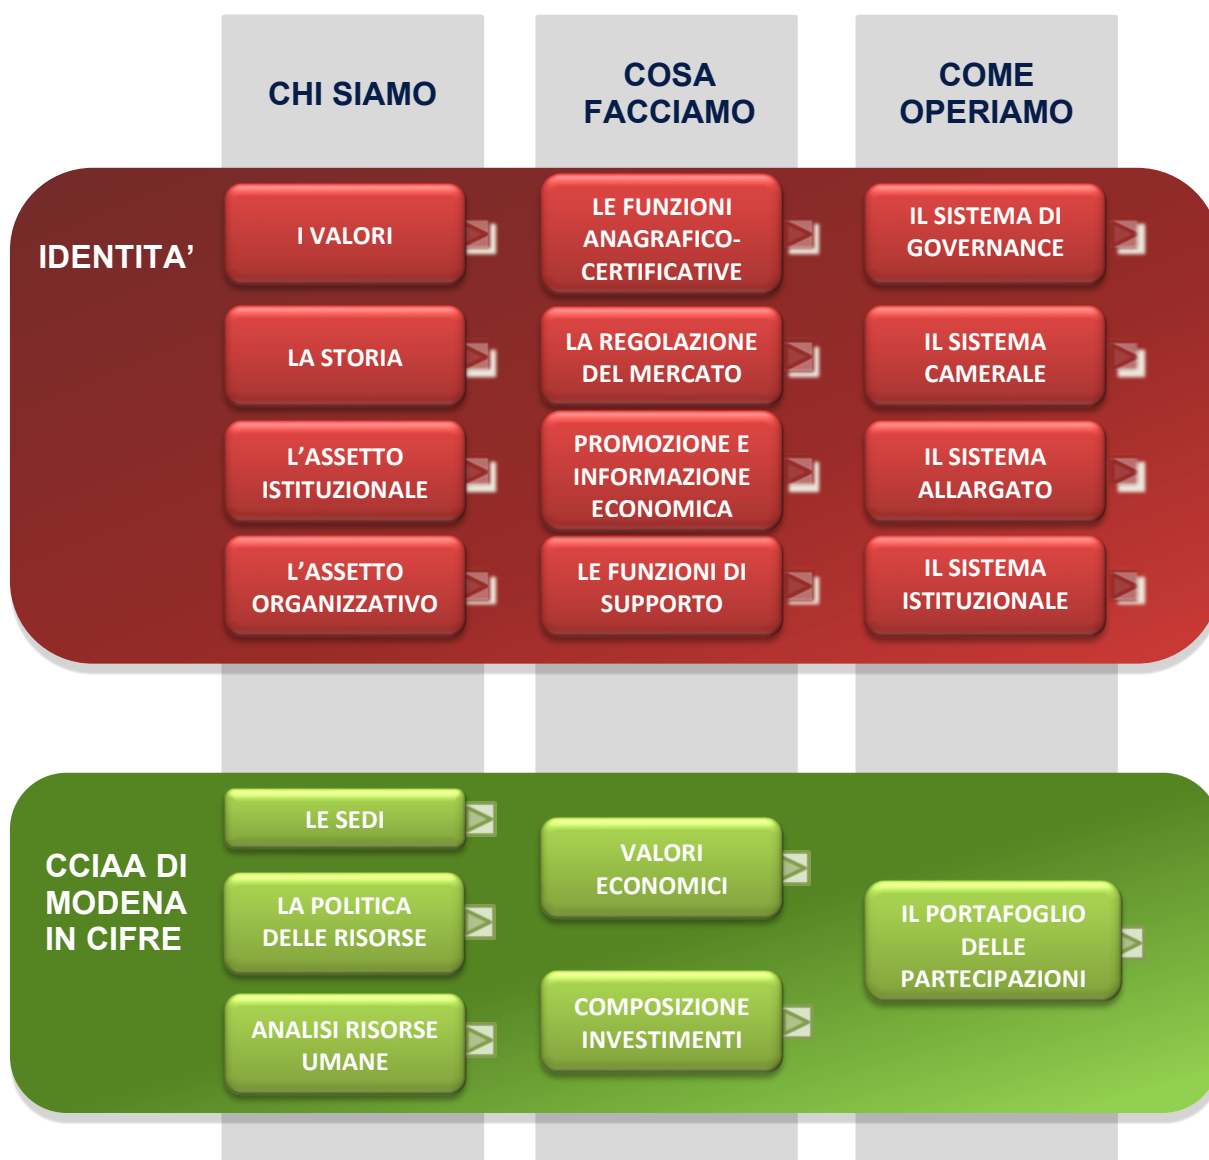 CHI SIAMO
COSA
FACCIAMO
COME
OPERIAMO
IDENTITA’
I VALORI
LE FUNZIONI
ANAGRAFICO-
CERTIFICATIVE
IL SISTEMA DI
GOVERNANCE
LA STORIA
LA REGOLAZIONE
DEL MERCATO
IL SISTEMA
CAMERALE
L’ASSETTO
ISTITUZIONALE
PROMOZIONE E
INFORMAZIONE
ECONOMICA
IL SISTEMA
ALLARGATO
L’ASSETTO
ORGANIZZATIVO
LE FUNZIONI DI
SUPPORTO
IL SISTEMA
ISTITUZIONALE
CCIAA DI
MODENA
IN CIFRE
LE SEDI
LA POLITICA
DELLE RISORSE
ANALISI RISORSE
UMANE
VALORI
ECONOMICI
COMPOSIZIONE
INVESTIMENTI
IL PORTAFOGLIO
DELLE
PARTECIPAZIONI